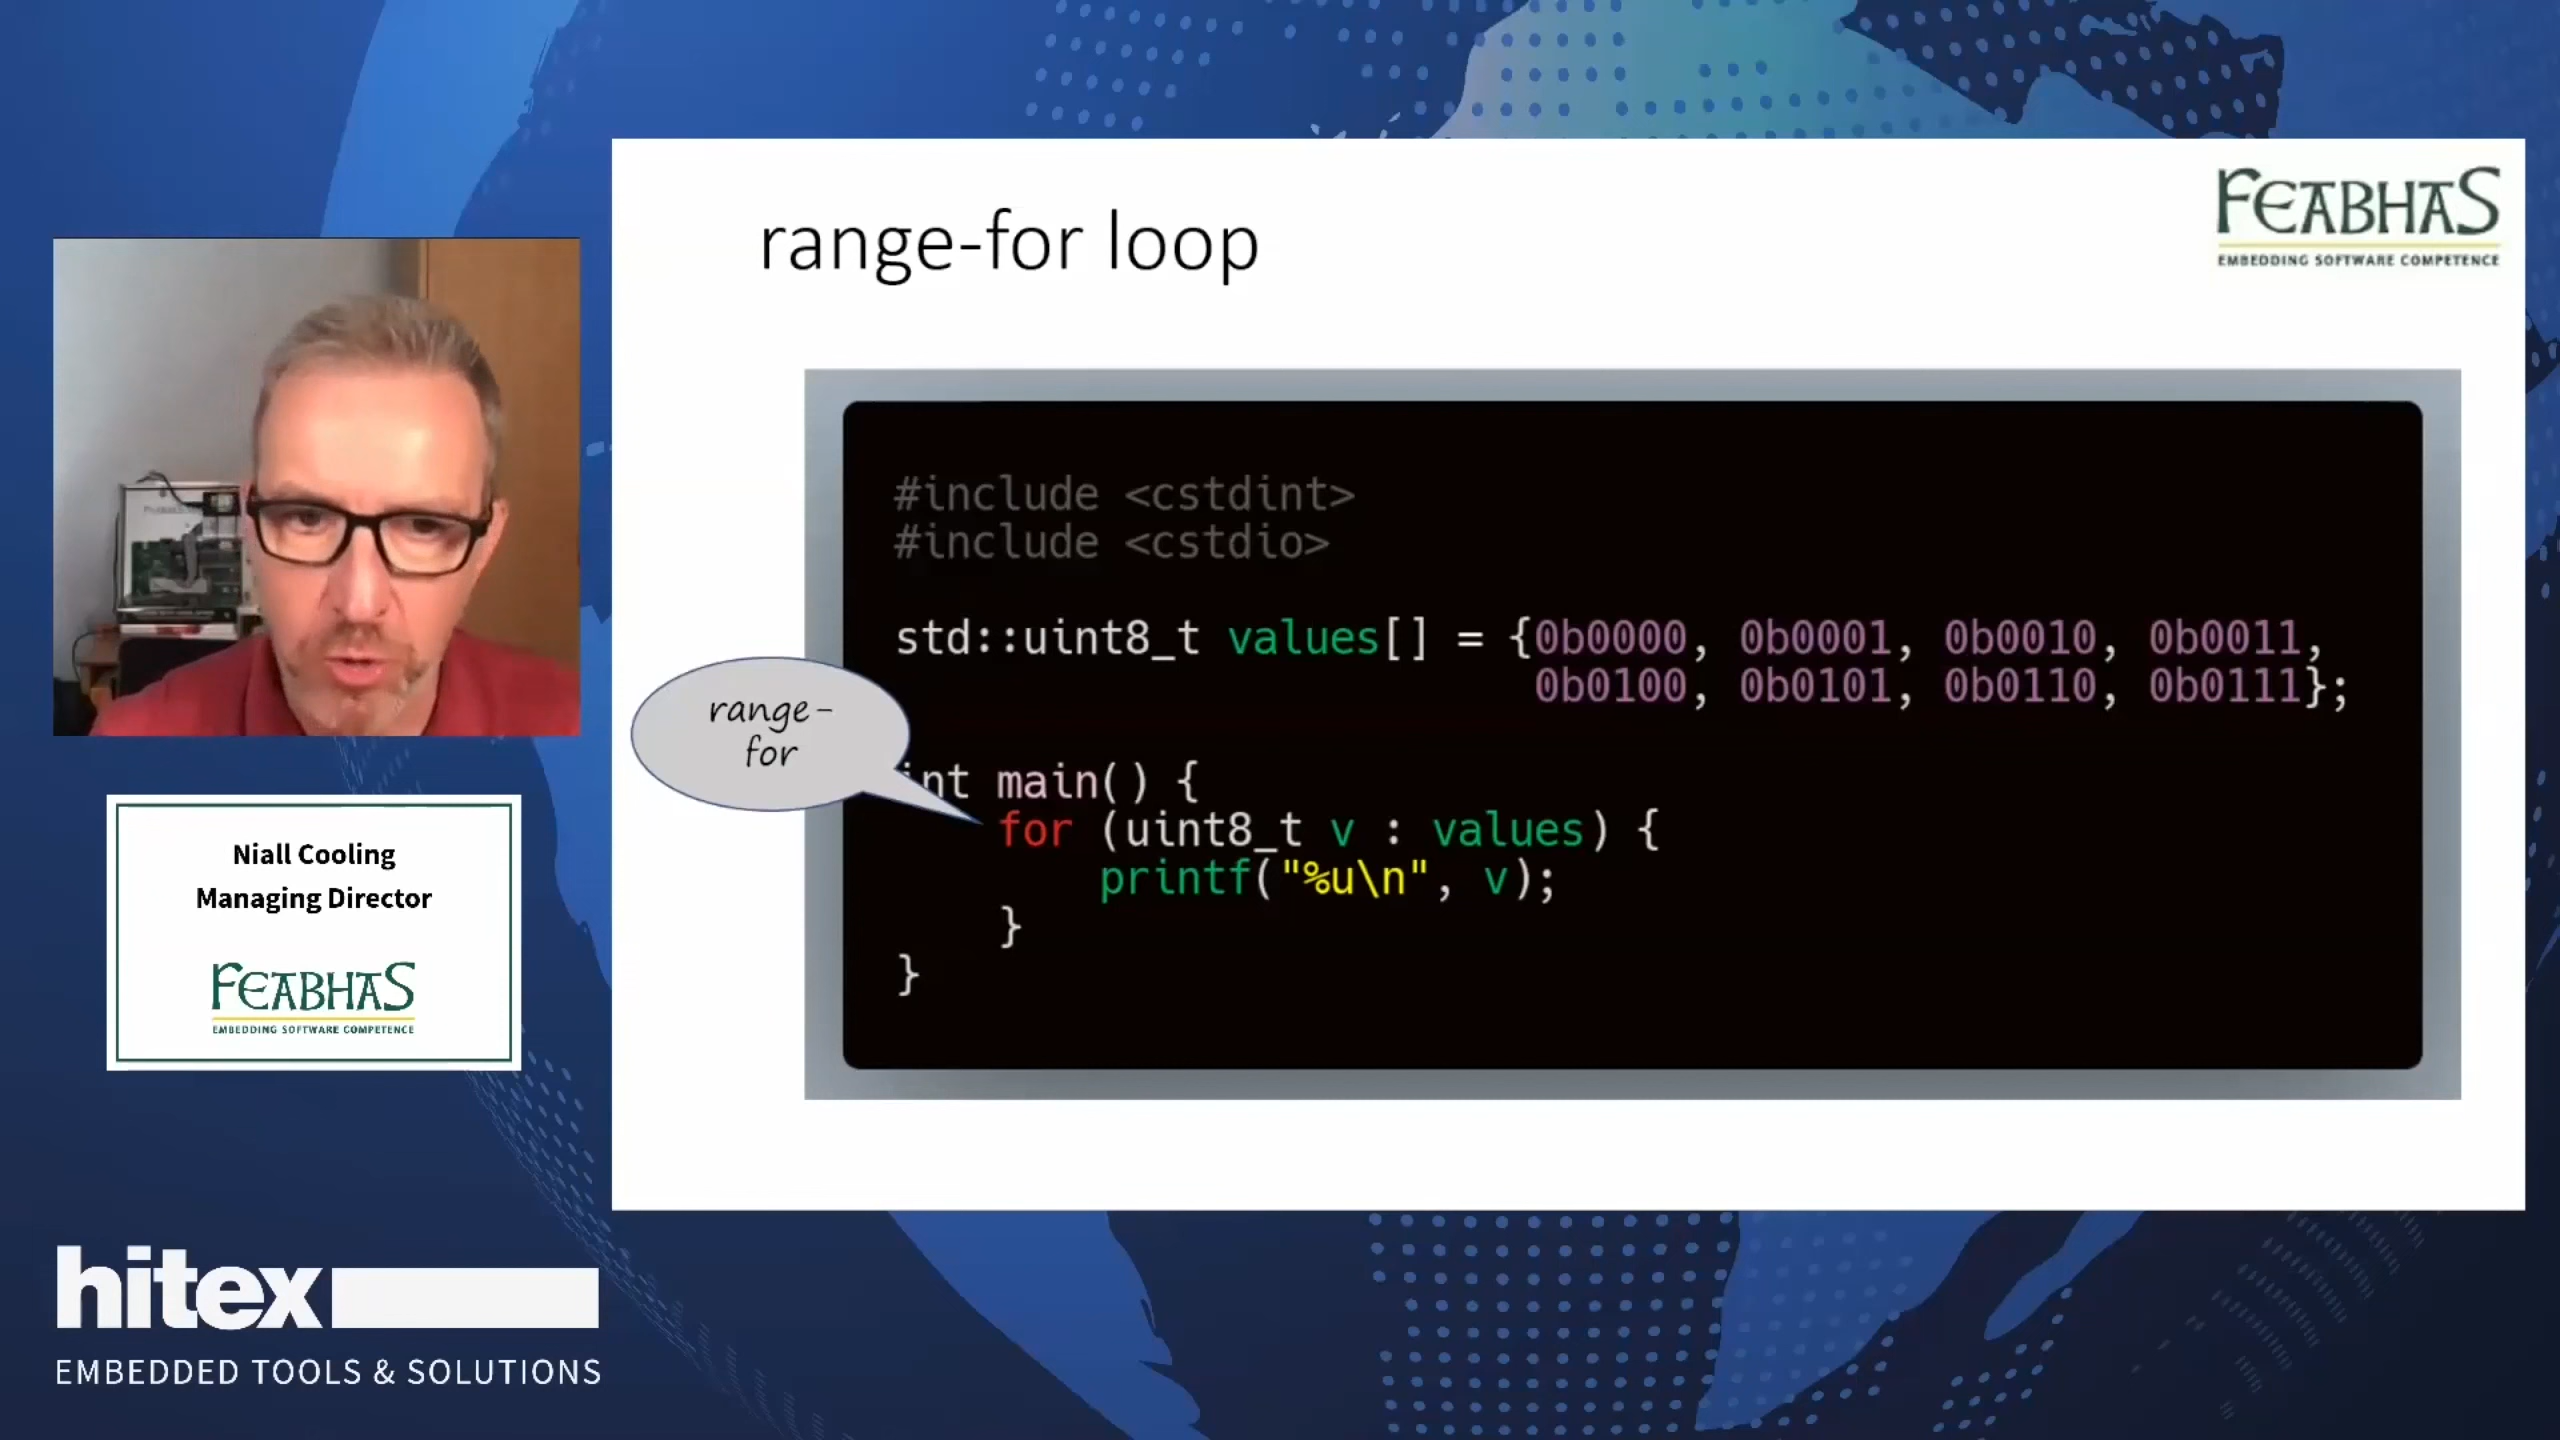 range-for loop
FEABHAS
EMBEDDING SOFTWARE COMPETENCE
#include <cstdint>
#include <cstdio>
std::uint8_t values[] = {0b0000, 0b0001, 0b0010, 0b0011,
0b0100, 0b0101, 0b0110, 0b0111};
range-
for
int main() {
for (uint8_t v : values) {
printf("%u\n", v);
}
}
Niall Cooling
Managing Director
FEABHAS
EMBEDDING SOFTWARE COMPETENCE
hitex
EMBEDDED TOOLS & SOLUTIONS